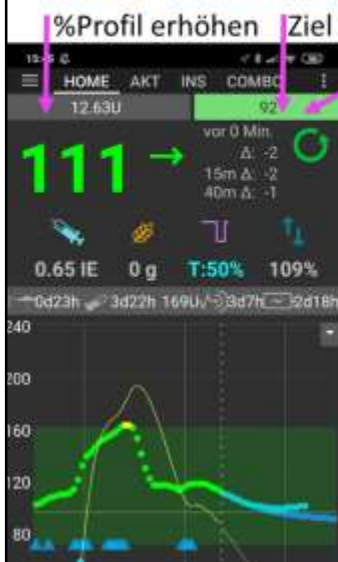 %Profil erhöhen Ziel
HOME AKT INS COMBO
12.63U 92
vor 0 Min.
111 → Δ: -2
15m Δ: -2
40m Δ: -1
0.65 IE 0 g T:50% 109%
0d23h 3d22h 169U 3d7h 2d18h
240
200
160
120
80